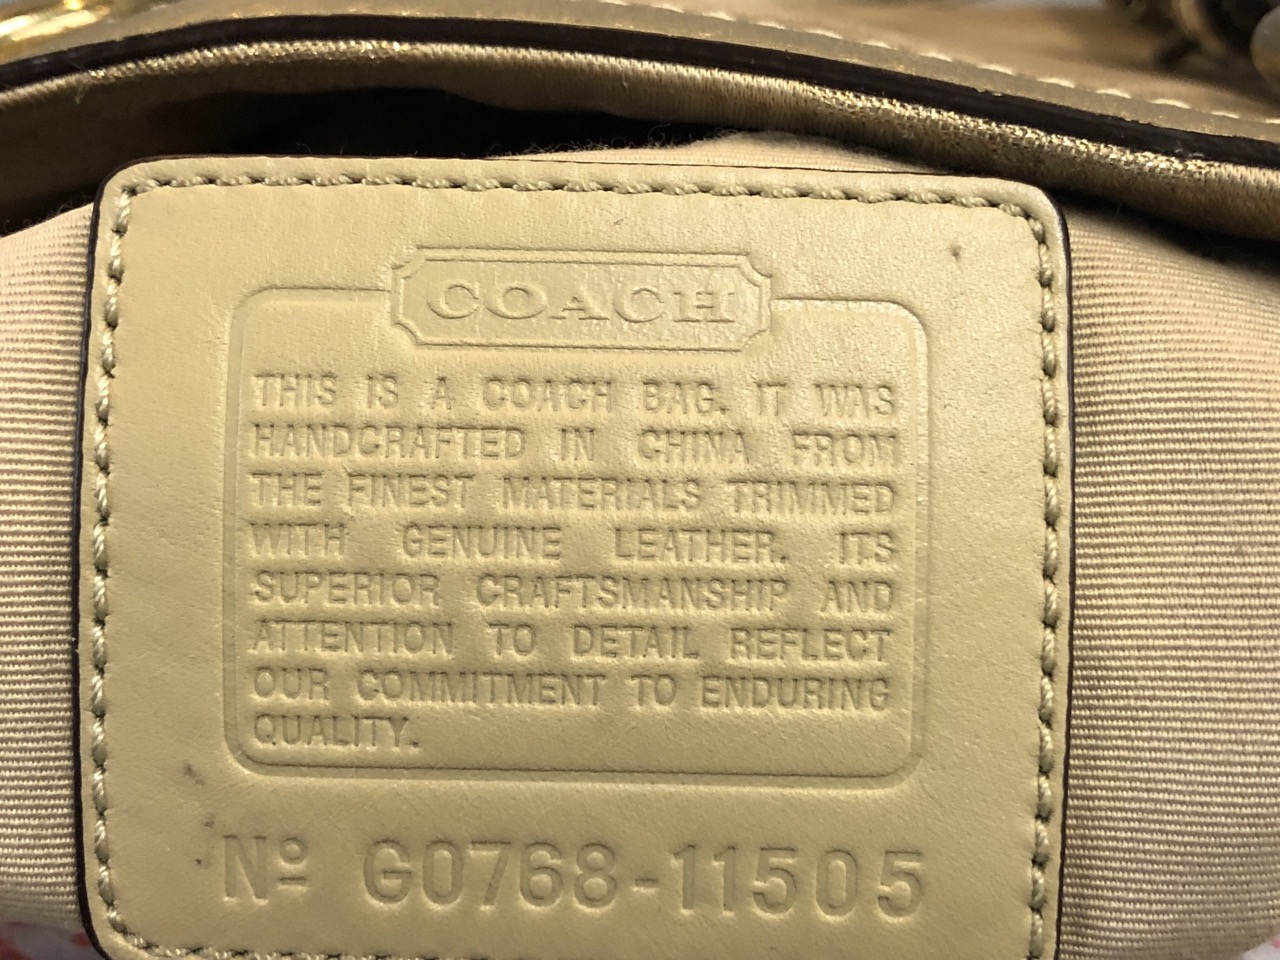 COACH
THIS IS A COACH BAG. IT WAS
HANDCRAFTED IN CHINA FROM
THE FINEST MATERIALS TRIMMED
WITH GENUINE LEATHER. ITS
SUPERIOR CRAFTSMANSHIP AND
ATTENTION TO DETAIL REFLECT
OUR COMMITMENT TO ENDURING
QUALITY.
Nº G0768-11505